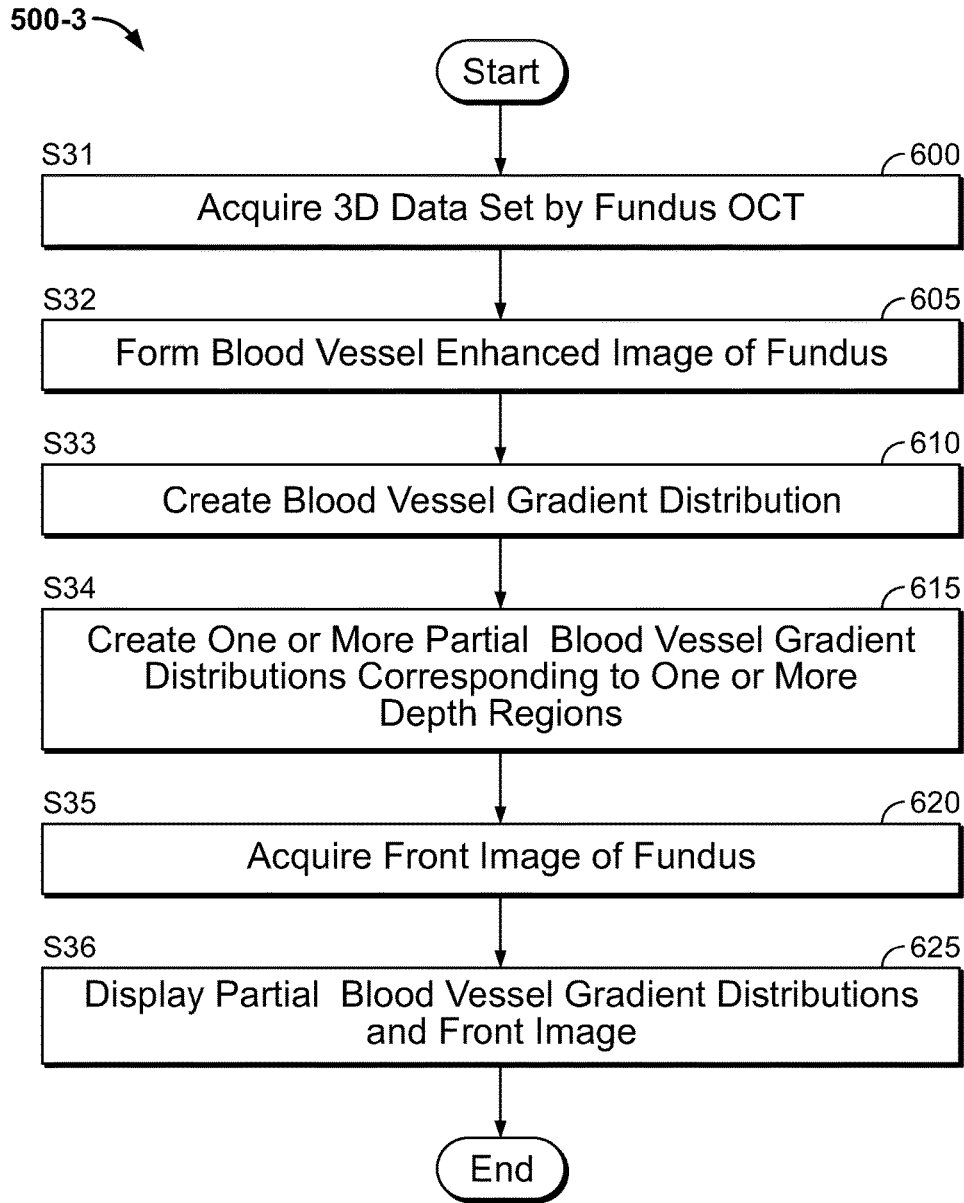 500-3
Start
S31
600
Acquire 3D Data Set by Fundus OCT
S32
605
Form Blood Vessel Enhanced Image of Fundus
S33
610
Create Blood Vessel Gradient Distribution
S34
615
Create One or More Partial Blood Vessel Gradient
Distributions Corresponding to One or More
Depth Regions
S35
620
Acquire Front Image of Fundus
S36
625
Display Partial Blood Vessel Gradient Distributions
and Front Image
End